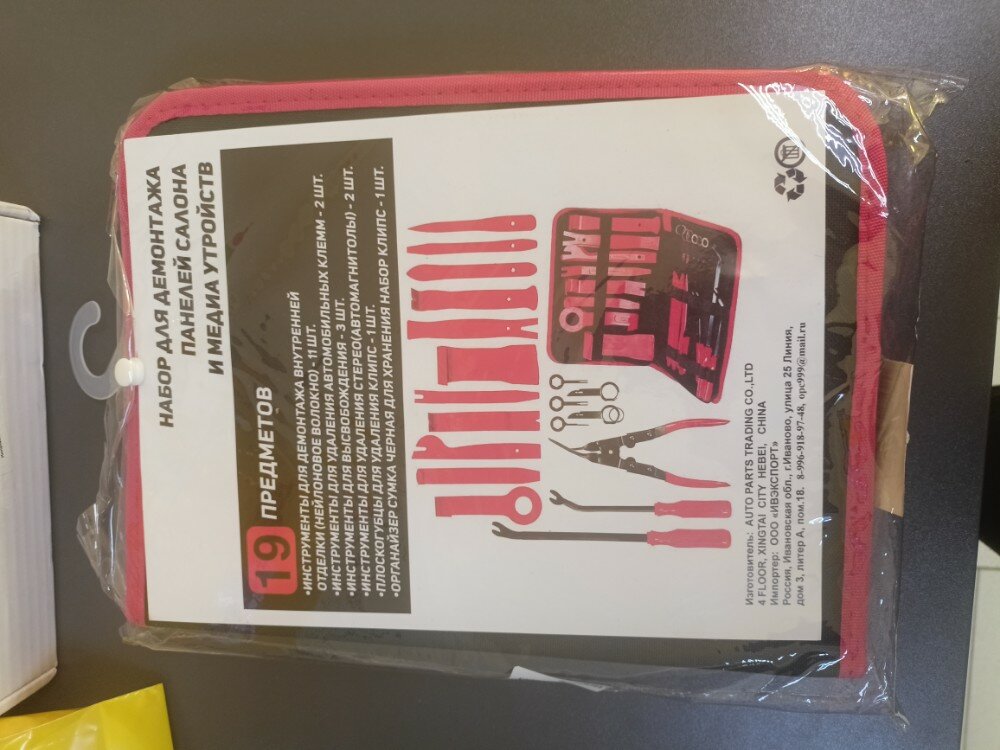 НАБОР ДЛЯ ДЕМОНТАЖА
ПАНЕЛЕЙ САЛОНА
И МЕДИА УТРОЙСТВ
19 ПРЕДМЕТОВ
•ИНСТРУМЕНТЫ ДЛЯ ДЕМОНТАЖА ВНУТРЕННЕЙ
ОТДЕЛКИ (НЕЙЛОНОВОЕ ВОЛОКНО) - 11 ШТ.
•ИНСТРУМЕНТЫ ДЛЯ УДАЛЕНИЯ АВТОМОБИЛЬНЫХ КЛЕММ - 2 ШТ.
•ИНСТРУМЕНТЫ ДЛЯ ВЫСВОБОЖДЕНИЯ - 3 ШТ.
•ИНСТРУМЕНТЫ ДЛЯ УДАЛЕНИЯ СТЕРЕО(АВТОМАГНИТОЛЫ) - 2 ШТ.
•ПЛОСКОГУБЦЫ ДЛЯ УДАЛЕНИЯ КЛИПС - 1 ШТ.
•ОРГАНАЙЗЕР СУМКА ЧЕРНАЯ ДЛЯ ХРАНЕНИЯ НАБОР КЛИПС - 1 ШТ.
Изготовитель: AUTO PARTS TRADING CO.,LTD
4 FLOOR, XINGTAI CITY HEBEI, CHINA
Импортер: ООО «ИВЭКСПОРТ»
Россия, Ивановская обл., г.Иваново, улица 25 Линия,
дом 3, литер А, пом.18. 8-996-918-97-48, opc999@mail.ru